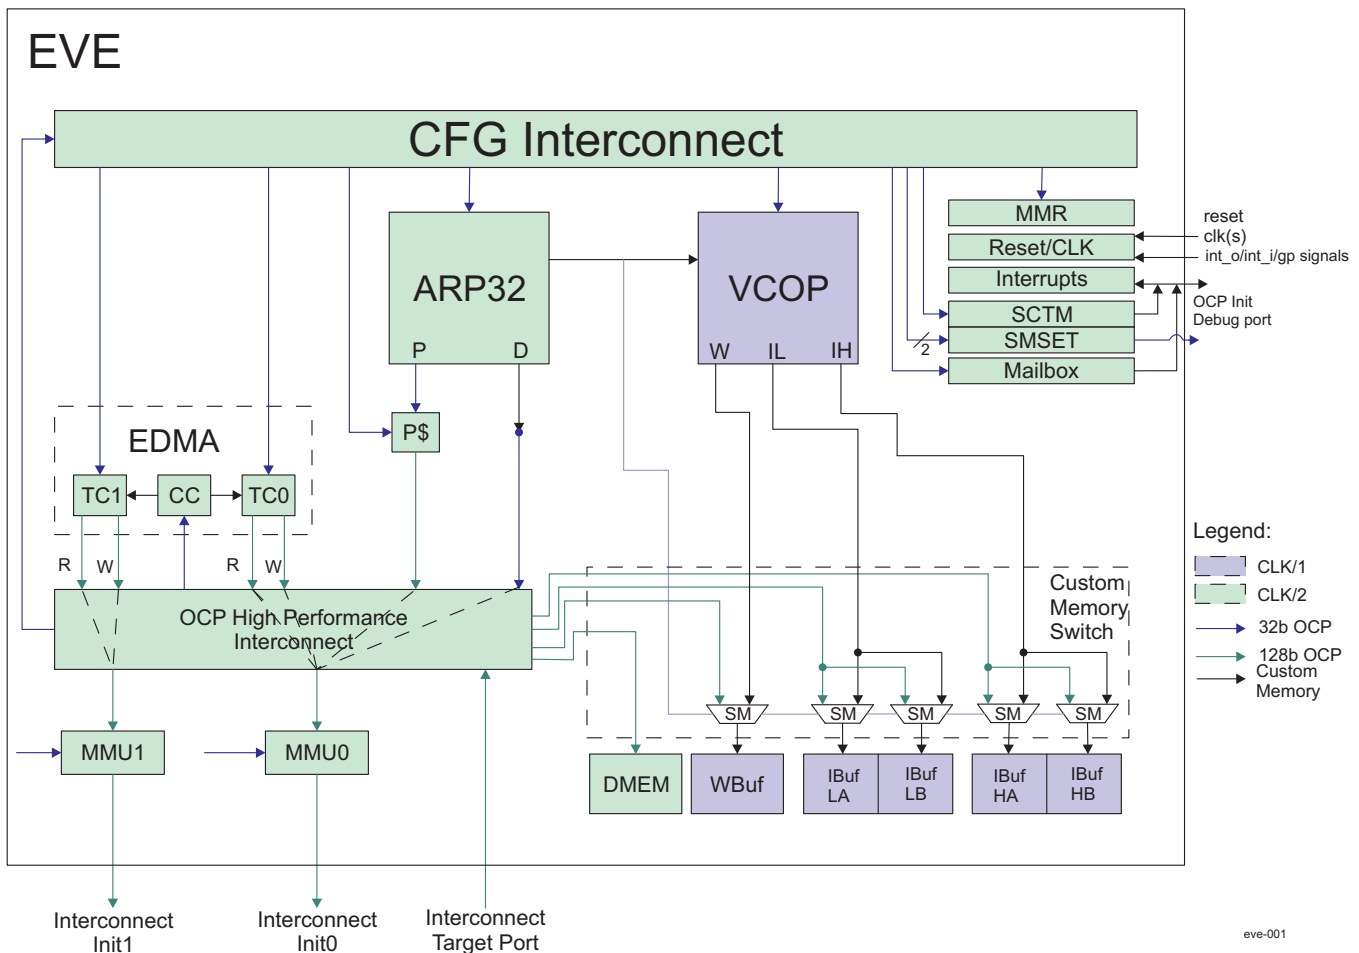 EVE
CFG Interconnect
ARP32
P
D
VCOP
W
IL
IH
MMR
Reset/CLK
Interrupts
SCTM
SMSET
Mailbox
2
reset
clk(s)
int_o/int_i/gp signals
OCP Init
Debug port
P$
EDMA
TC1
CC
TC0
R
W
R
W
OCP High Performance
Interconnect
Custom
Memory
Switch
SM
SM
SM
SM
SM
MMU1
MMU0
DMEM
WBuf
IBuf
LA
IBuf
LB
IBuf
HA
IBuf
HB
Legend:
CLK/1
CLK/2
32b OCP
128b OCP
Custom
Memory
Interconnect
Init1
Interconnect
Init0
Interconnect
Target Port
eve-001